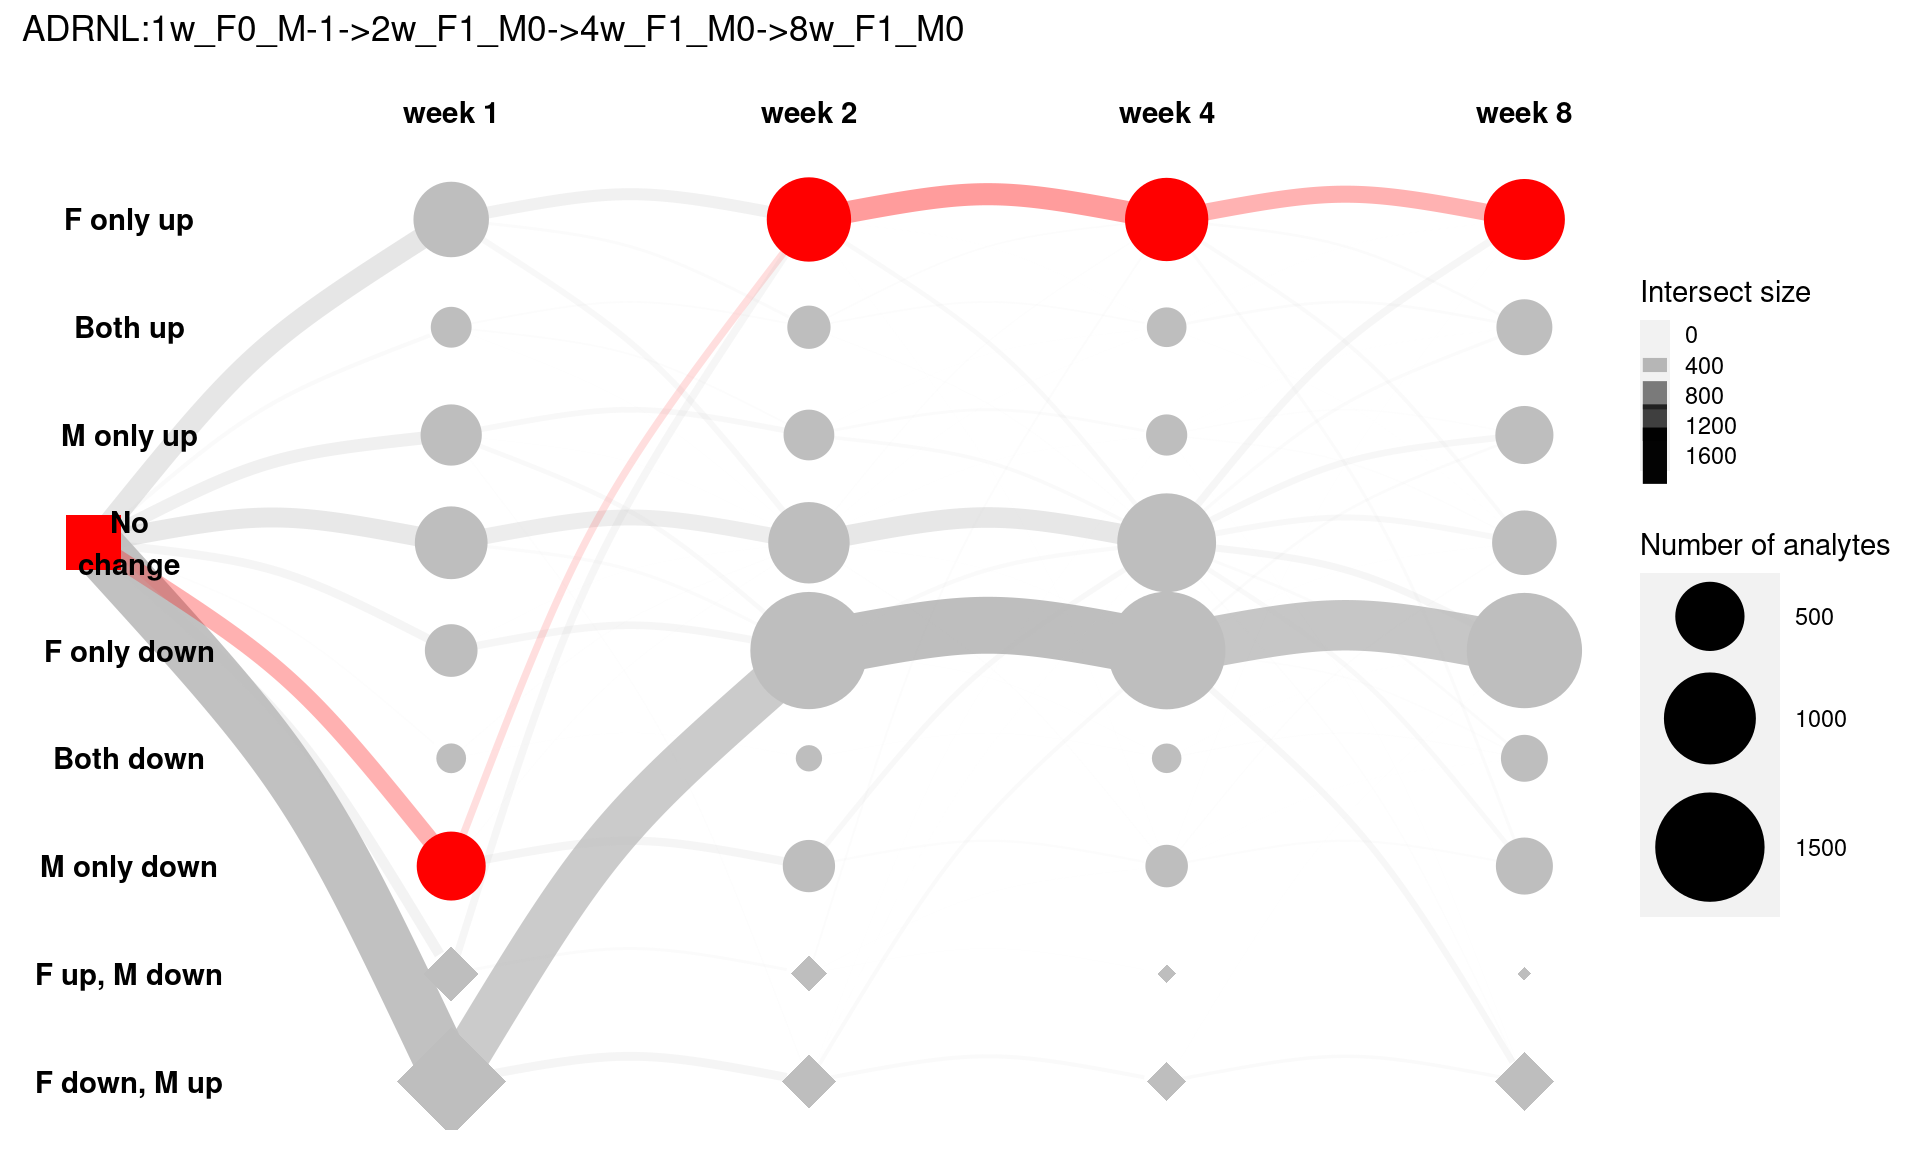 ADRNL:1w_F0_M-1->2w_F1_M0->4w_F1_M0->8w_F1_M0
week 1 week 2 week 4 week 8
F only up
Both up
M only up
No
change
F only down
Both down
M only down
F up, M down
F down, M up
Intersect size
0
400
800
1200
1600
Number of analytes
500
1000
1500